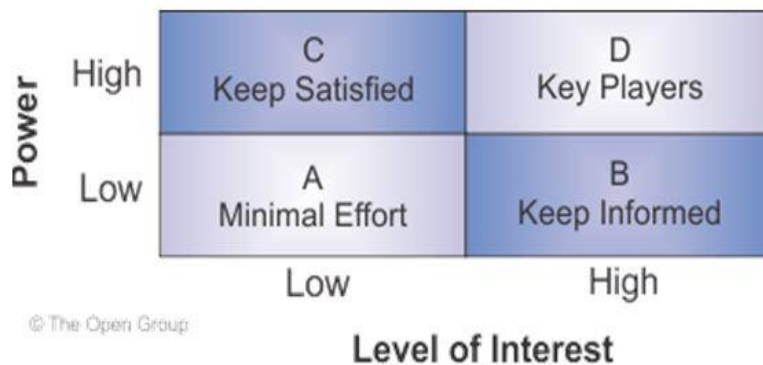 Power
High
C
Keep Satisfied
D
Key Players
Low
A
Minimal Effort
B
Keep Informed
Low
High
© The Open Group
Level of Interest